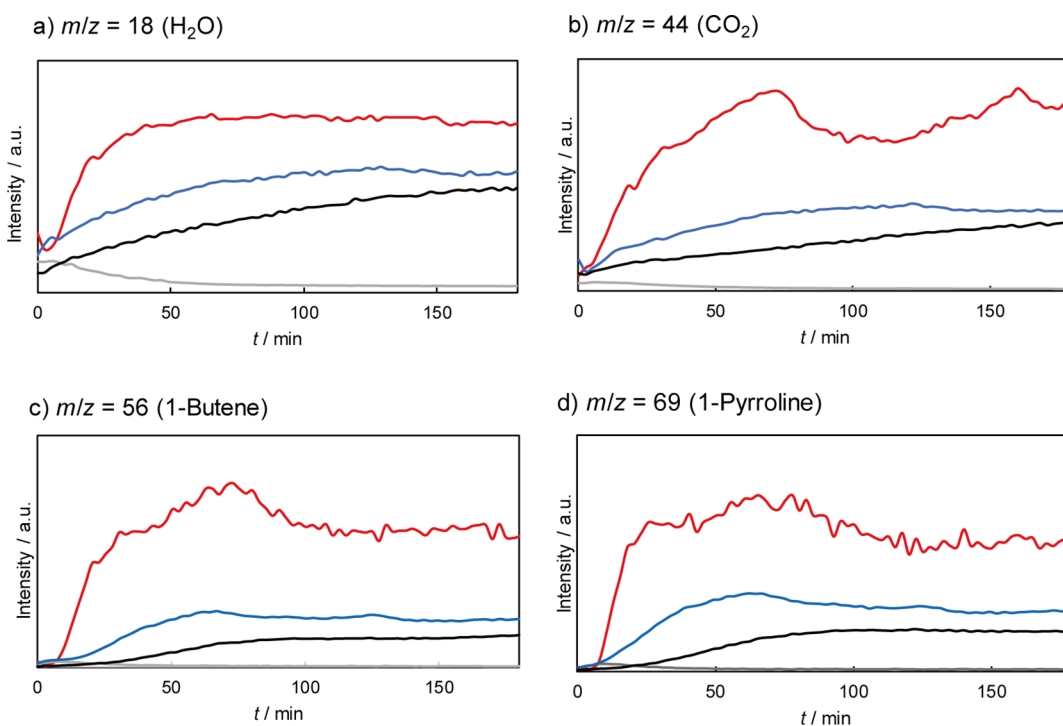 a) m/z = 18 (H₂O)
Intensity / a.u.
0 50 100 150
t / min
b) m/z = 44 (CO₂)
Intensity / a.u.
0 50 100 150
t / min
c) m/z = 56 (1-Butene)
Intensity / a.u.
0 50 100 150
t / min
d) m/z = 69 (1-Pyrroline)
Intensity / a.u.
0 50 100 150
t / min